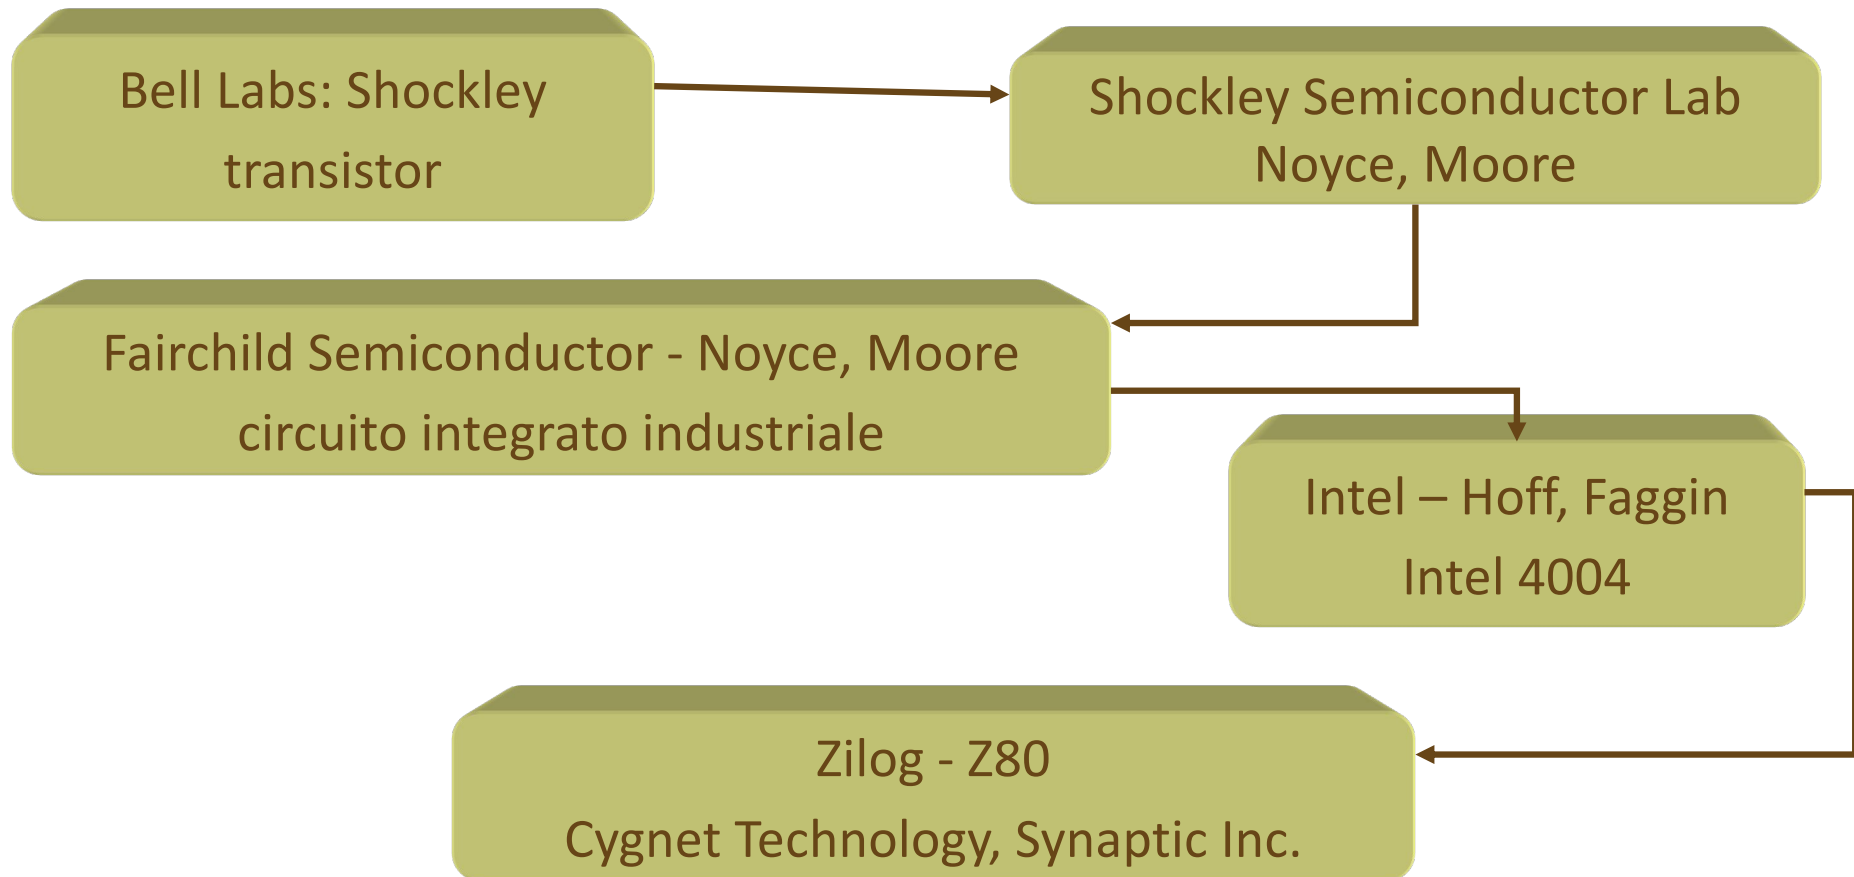 Bell Labs: Shockley
transistor
Shockley Semiconductor Lab
Noyce, Moore
Fairchild Semiconductor - Noyce, Moore
circuito integrato industriale
Intel – Hoff, Faggin
Intel 4004
Zilog - Z80
Cygnet Technology, Synaptic Inc.